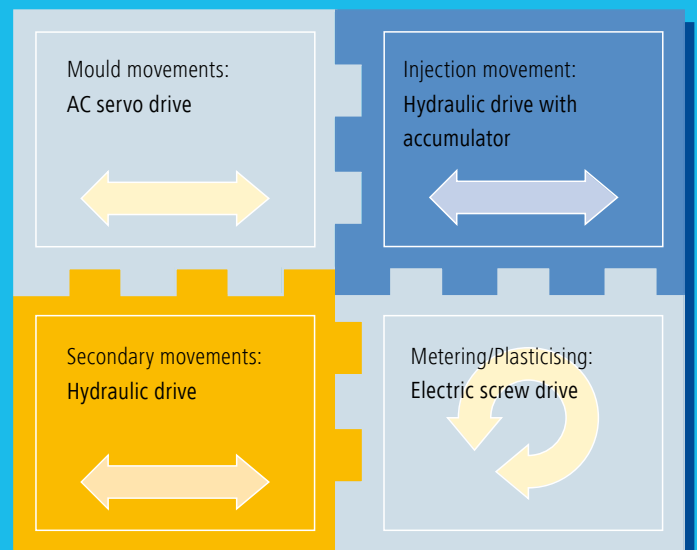 Mould movements:
AC servo drive
Injection movement:
Hydraulic drive with
accumulator
Secondary movements:
Hydraulic drive
Metering/Plasticising:
Electric screw drive